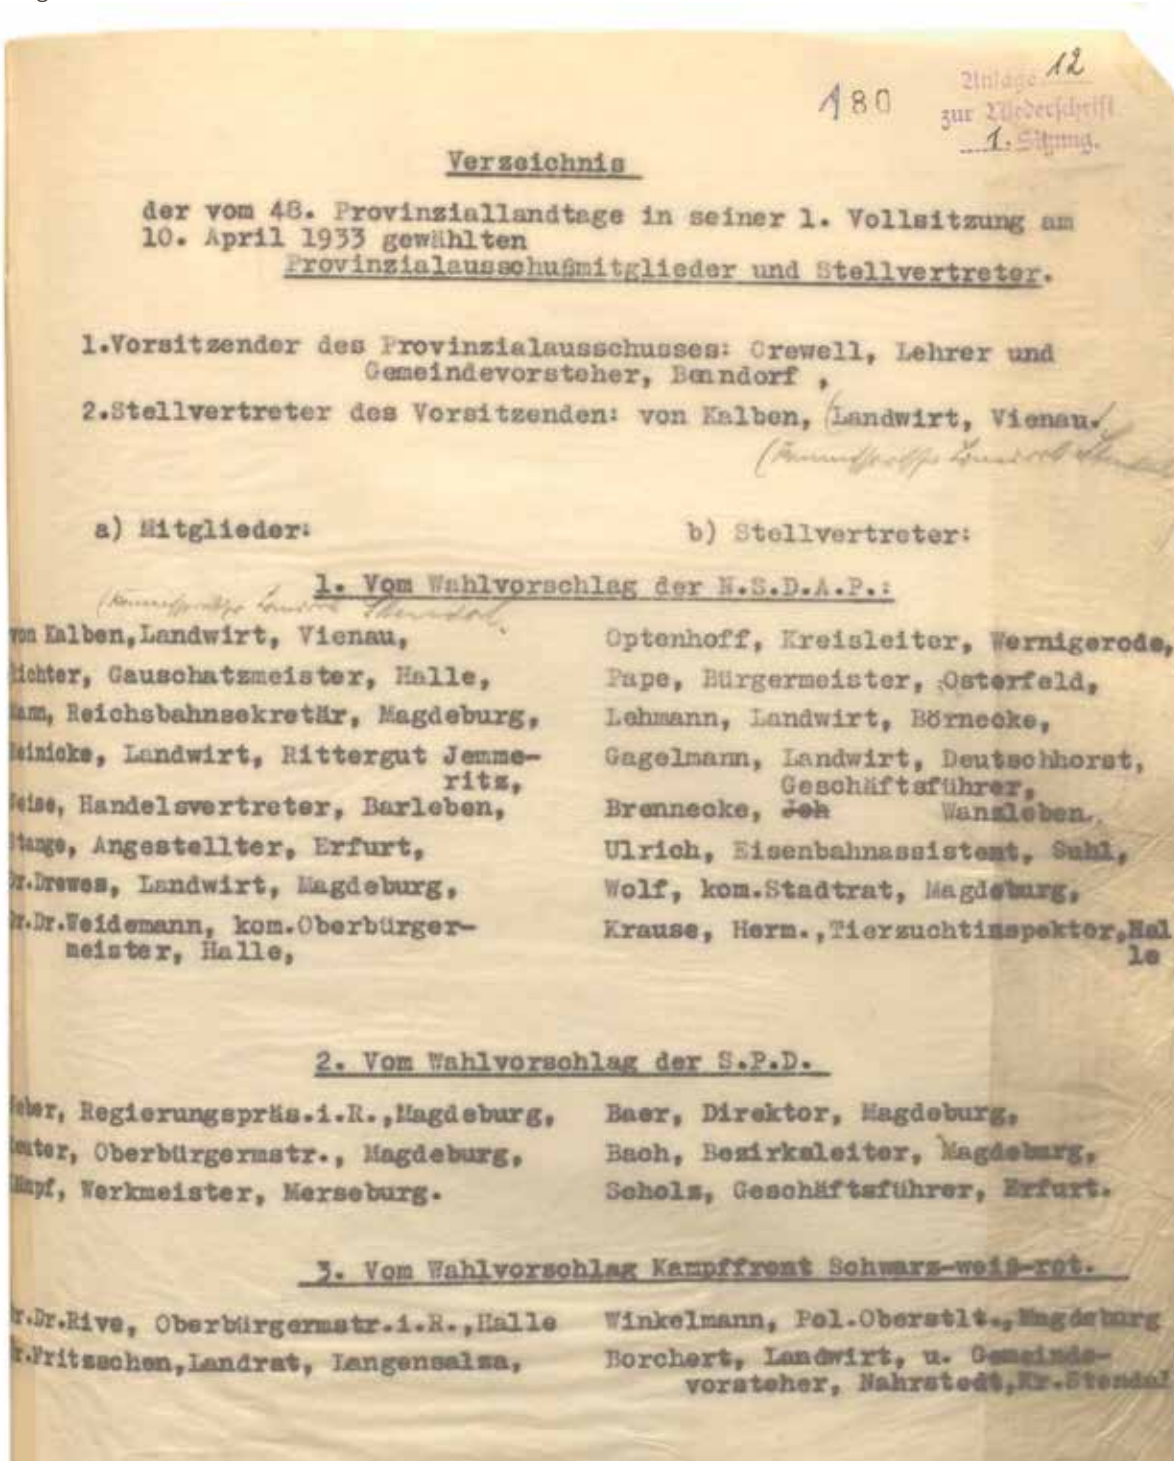 180
Anlage 12
zur Niederschrift
1. Sitzung.
Verzeichnis
der vom 48. Provinziallandtage in seiner 1. Vollsitzung am
10. April 1933 gewählten
Provinzialausschußmitglieder und Stellvertreter.
1.Vorsitzender des Provinzialausschusses: Crewell, Lehrer und
Gemeindevorsteher, Benndorf ,
2.Stellvertreter des Vorsitzenden: von Kalben, (Landwirt, Vienau.
a) Mitglieder: b) Stellvertreter:
1. Vom Wahlvorschlag der N.S.D.A.P.:
von Kalben,Landwirt, Vienau, Optenhoff, Kreisleiter, Wernigerode,
ichter, Gauschatzmeister, Halle, Pape, Bürgermeister, Osterfeld,
Reichsbahnsekretär, Magdeburg, Lehmann, Landwirt, Börnecke,
einicke, Landwirt, Rittergut Jemme- Gagelmann, Landwirt, Deutschhorst,
ritz, Geschäftsführer,
eise, Handelsvertreter, Barleben, Brennecke, Joh Wansleben.
tange, Angestellter, Erfurt, Ulrich, Eisenbahnassistent, Suhl,
r.Drewes, Landwirt, Magdeburg, Wolf, kom.Stadtrat, Magdeburg,
r.Dr.Weidemann, kom.Oberbürger- Krause, Herm.,Tierzuchtinspektor,Hal
meister, Halle, le
2. Vom Wahlvorschlag der S.P.D.
eber, Regierungspräs.i.R.,Magdeburg, Baer, Direktor, Magdeburg,
euter, Oberbürgermstr., Magdeburg, Bach, Bezirksleiter, Magdeburg,
Werkmeister, Merseburg. Scholz, Geschäftsführer, Erfurt.
3. Vom Wahlvorschlag Kampffront Schwarz-weiß-rot.
r.Dr.Rive, Oberbürgermstr.i.R.,Halle Winkelmann, Pol.Oberstlt.,Magdeburg
r.Fritzschen,Landrat, Langensalza, Borchert, Landwirt, u. Gemeinde-
vorsteher, Nahrstedt,Kr.Stendal